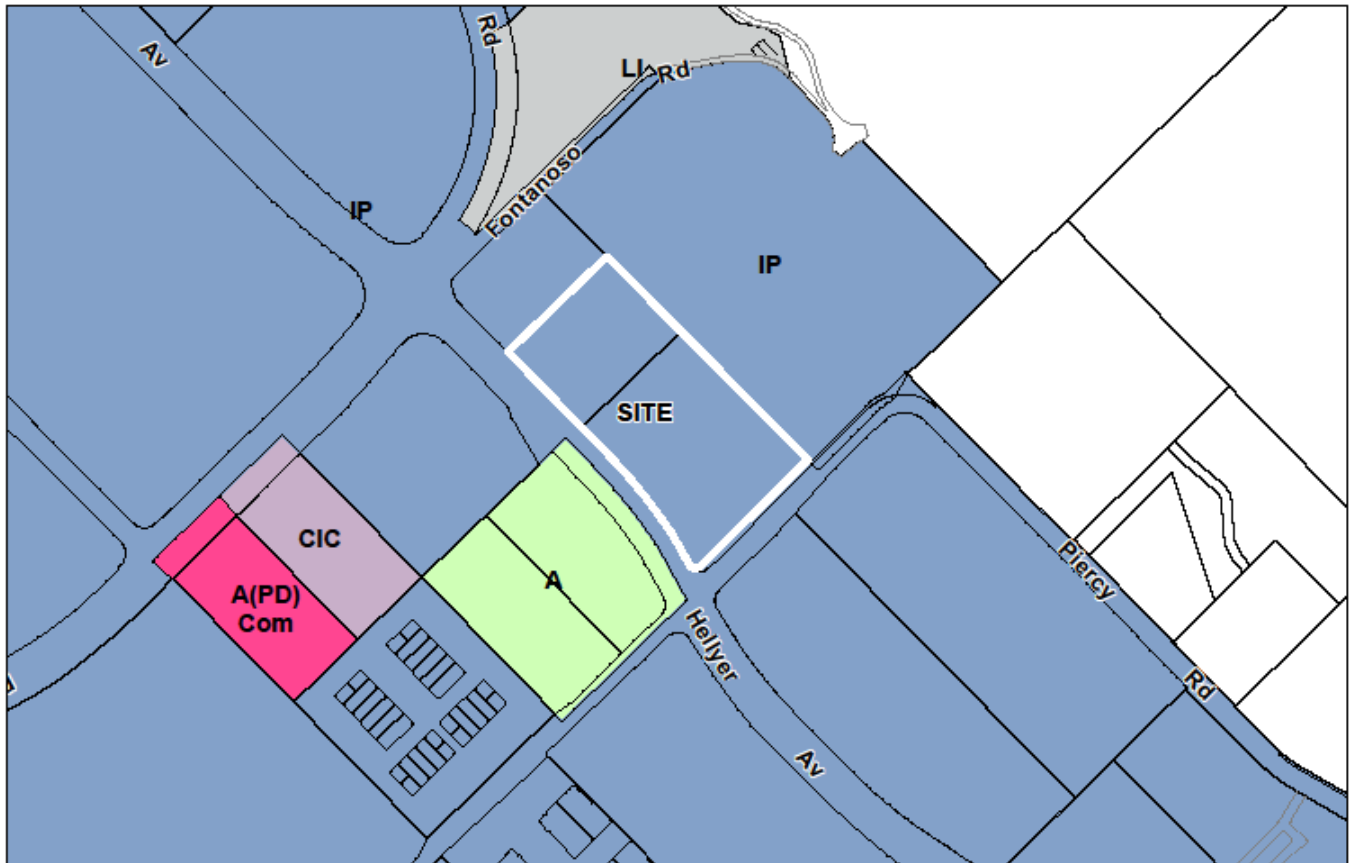 Av
Rd
LI
Rd
Fontanoso
IP
IP
SITE
CIC
A(PD)
Com
A
Piercy
Rd
Hellyer
Av